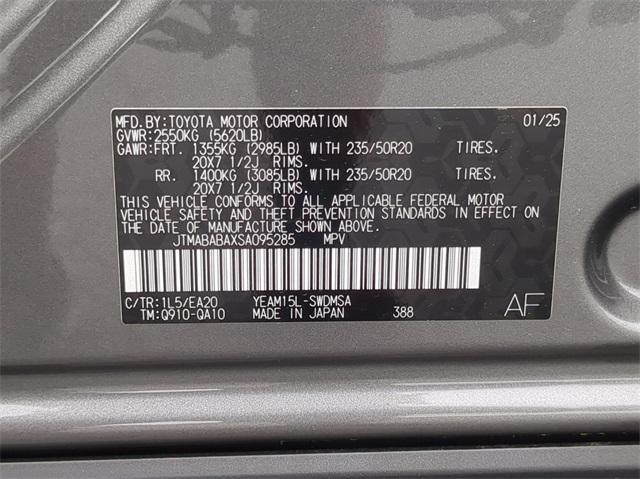 MFD.BY:TOYOTA MOTOR CORPORATION 01/25
GVWR:2550KG (5620LB)
GAWR:FRT. 1355KG (2985LB) WITH 235/50R20 TIRES.
20X7 1/2J RIMS.
RR. 1400KG (3085LB) WITH 235/50R20 TIRES.
20X7 1/2J RIMS.
THIS VEHICLE CONFORMS TO ALL APPLICABLE FEDERAL MOTOR
VEHICLE SAFETY AND THEFT PREVENTION STANDARDS IN EFFECT ON
THE DATE OF MANUFACTURE SHOWN ABOVE.
JTMABABAXSA095285 MPV
C/TR:1L5/EA20 YEAM15L-SWDMSA
TM:Q910-QA10 MADE IN JAPAN 388 AF